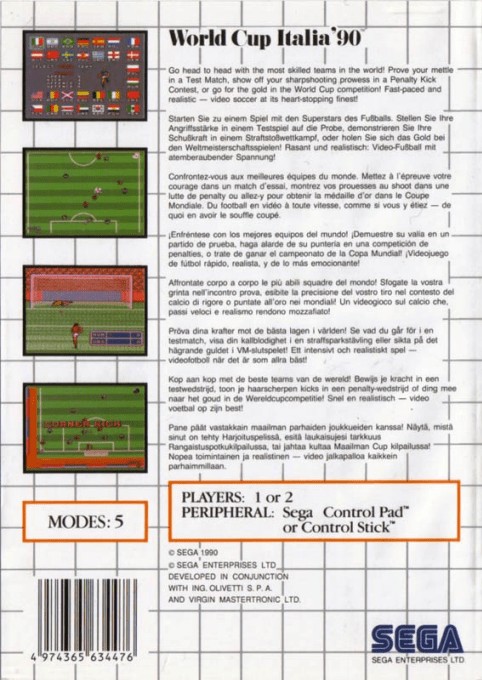 World Cup Italia '90
Go head to head with the most skilled teams in the world! Prove your mettle
in a Test Match, show off your sharpshooting prowess in a Penalty Kick
Contest, or go for the gold in the World Cup competition! Fast-paced and
realistic — video soccer at its heart-stopping finest!
Starten Sie zu einem Spiel mit den Superstars des Fußballs. Stellen Sie Ihre
Angriffsstärke in einem Testspiel auf die Probe, demonstrieren Sie Ihre
Schußkraft in einem Straftstoßwettkampf, oder holen Sie sich das Gold bei
den Weltmeisterschaftsspielen! Rasant und realistisch: Video-Fußball mit
atemberaubender Spannung!
Confrontez-vous aux meilleures équipes du monde. Mettez à l'épreuve votre
courage dans un match d'essai, montrez vos prouesses au shoot dans une
lutte de penalty ou allez-y pour obtenir la médaille d'or dans le Coupe
Mondiale. Du football en vidéo à toute vitesse, comme si vous y étiez — de
quoi en avoir le souffle coupé.
¡Enfréntese con los mejores equipos del mundo! ¡Demuestre su valía en un
partido de prueba, haga alarde de su puntería en una competición de
penalties, o trate de ganar el campeonato de la Copa Mundial! ¡Videojuego
de fútbol rápido, realista, y de lo más emocionante!
Affrontate corpo a corpo le più abili squadre del mondo! Sfogate la vostra
grinta nell'incontro prova, esibite la precisione del vostro tiro nel contesto del
calcio di rigore o puntate all'oro nei mondiali! Un videogioco sul calcio che,
passi veloci e realismo rendono mozzafiato!
Pröva dina krafter mot de bästa lagen i världen! Se vad du går för i en
testmatch, visa din kallblodighet i en straffsparkstävling eller sikta på det
hägrande guldet i VM-slutspelet! Ett intensivt och realistiskt spel —
videofotboll när det är som allra bäst!
Kop aan kop met de beste teams van de wereld! Bewijs je kracht in een
testwedstrijd, toon je haarscherpen kicks in een penalty-wedstrijd of ding mee
naar het goud in de Wereldcupcompetitie! Snel en realistisch — video
voetbal op zijn best!
Pane päät vastakkain maailman parhaiden joukkueiden kanssa! Näytä, mistä
sinut on tehty Harjoituspelissä, esitä laukaisujesi tarkkuus
Rangaistuspotkukilpailussa, tai jahtaa kultaa Maailman Cup kilpailussa!
Nopea toimintainen ja realistinen — video jalkapalloa kaikkein
parhaimmillaan.
CORNER KICK
MODES: 5
PLAYERS: 1 or 2
PERIPHERAL: Sega Control Pad™
or Control Stick™
© SEGA 1990
© SEGA ENTERPRISES LTD.
DEVELOPED IN CONJUNCTION
WITH ING. OLIVETTI S. P. A.
AND VIRGIN MASTERTRONIC LTD.
4 974365 634476
SEGA
SEGA ENTERPRISES LTD.